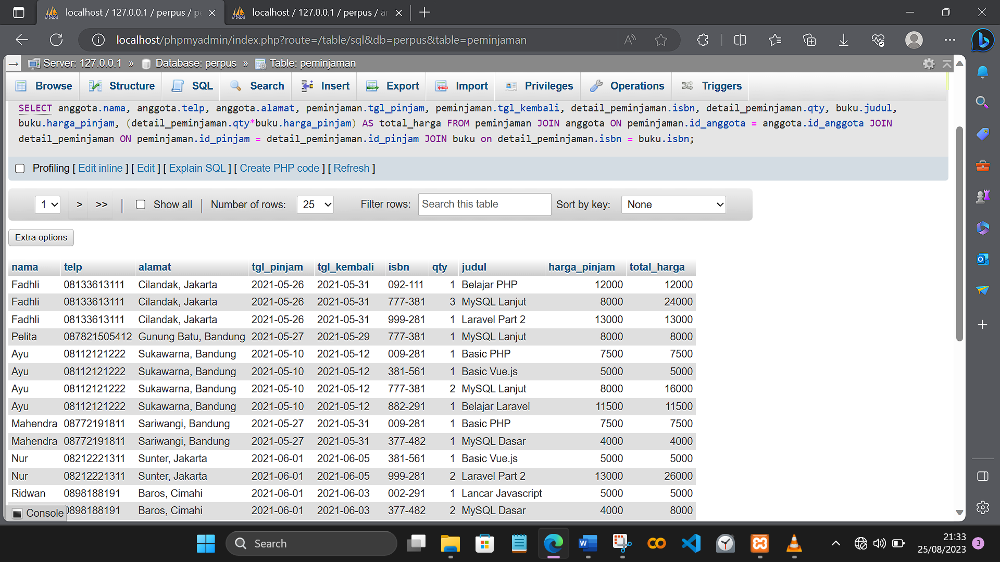 localhost / 127.0.0.1 / perpus / pe
localhost / 127.0.0.1 / perpus / an
localhost/phpmyadmin/index.php?route=/table/sql&db=perpus&table=peminjaman
Server: 127.0.0.1 » Database: perpus » Table: peminjaman
Browse Structure SQL Search Insert Export Import Privileges Operations Triggers
SELECT anggota.nama, anggota.telp, anggota.alamat, peminjaman.tgl_pinjam, peminjaman.tgl_kembali, detail_peminjaman.isbn, detail_peminjaman.qty, buku.judul,
buku.harga_pinjam, (detail_peminjaman.qty*buku.harga_pinjam) AS total_harga FROM peminjaman JOIN anggota ON peminjaman.id_anggota = anggota.id_anggota JOIN
detail_peminjaman ON peminjaman.id_pinjam = detail_peminjaman.id_pinjam JOIN buku on detail_peminjaman.isbn = buku.isbn;
Profiling [ Edit inline ] [ Edit ] [ Explain SQL ] [ Create PHP code ] [ Refresh ]
1 > >> | Show all | Number of rows: 25 Filter rows: Search this table Sort by key: None
Extra options
nama telp alamat tgl_pinjam tgl_kembali isbn qty judul harga_pinjam total_harga
Fadhli 08133613111 Cilandak, Jakarta 2021-05-26 2021-05-31 092-111 1 Belajar PHP 12000 12000
Fadhli 08133613111 Cilandak, Jakarta 2021-05-26 2021-05-31 777-381 3 MySQL Lanjut 8000 24000
Fadhli 08133613111 Cilandak, Jakarta 2021-05-26 2021-05-31 999-281 1 Laravel Part 2 13000 13000
Pelita 087821505412 Gunung Batu, Bandung 2021-05-27 2021-05-29 777-381 1 MySQL Lanjut 8000 8000
Ayu 08112121222 Sukawarna, Bandung 2021-05-10 2021-05-12 009-281 1 Basic PHP 7500 7500
Ayu 08112121222 Sukawarna, Bandung 2021-05-10 2021-05-12 381-561 1 Basic Vue.js 5000 5000
Ayu 08112121222 Sukawarna, Bandung 2021-05-10 2021-05-12 777-381 2 MySQL Lanjut 8000 16000
Ayu 08112121222 Sukawarna, Bandung 2021-05-10 2021-05-12 882-291 1 Belajar Laravel 11500 11500
Mahendra 08772191811 Sariwangi, Bandung 2021-05-27 2021-05-31 009-281 1 Basic PHP 7500 7500
Mahendra 08772191811 Sariwangi, Bandung 2021-05-27 2021-05-31 377-482 1 MySQL Dasar 4000 4000
Nur 08212221311 Sunter, Jakarta 2021-06-01 2021-06-05 381-561 1 Basic Vue.js 5000 5000
Nur 08212221311 Sunter, Jakarta 2021-06-01 2021-06-05 999-281 2 Laravel Part 2 13000 26000
Ridwan 0898188191 Baros, Cimahi 2021-06-01 2021-06-03 002-291 1 Lancar Javascript 5000 5000
Console 0898188191 Baros, Cimahi 2021-06-01 2021-06-03 377-482 2 MySQL Dasar 4000 8000
Search
21:33
25/08/2023
3